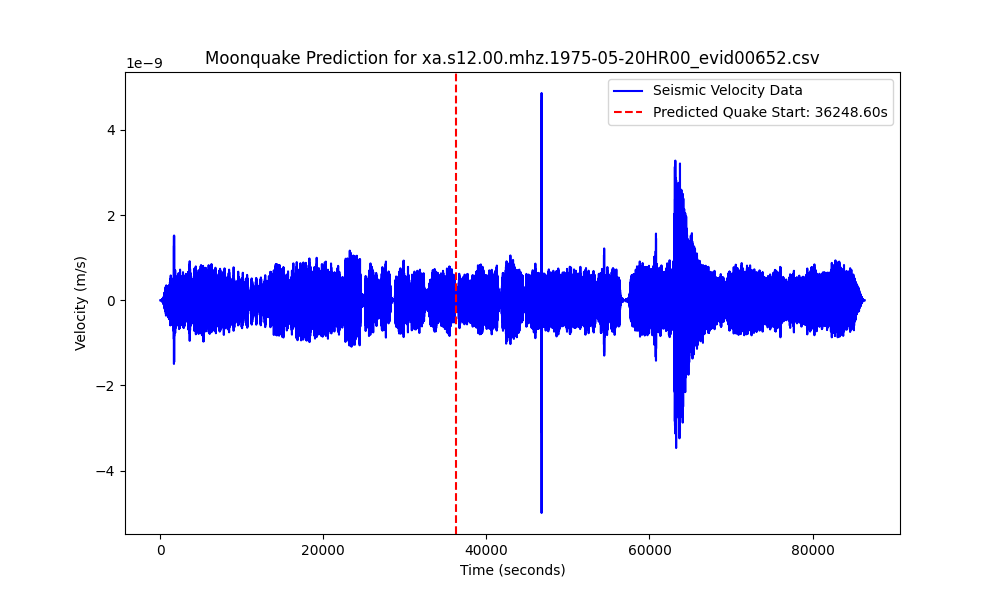 Moonquake Prediction for xa.s12.00.mhz.1975-05-20HR00_evid00652.csv
1e−9
Seismic Velocity Data
Predicted Quake Start: 36248.60s
4
2
0
−2
−4
Velocity (m/s)
0 20000 40000 60000 80000
Time (seconds)